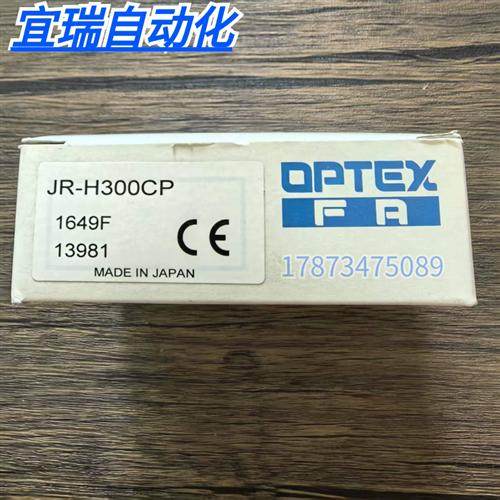 宜瑞自动化
JR-H300CP
1649F
13981
CE
MADE IN JAPAN
OPTEX
FA
17873475089